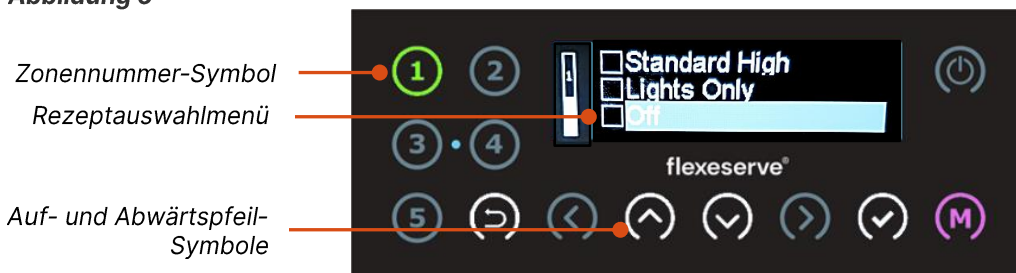 Abbildung 3
Zonennummer-Symbol
Rezeptauswahlmenü
Auf- und Abwärtspfeil-
Symbole
1
2
3
4
5
1
Standard High
Lights Only
Off
flexeserve®
M